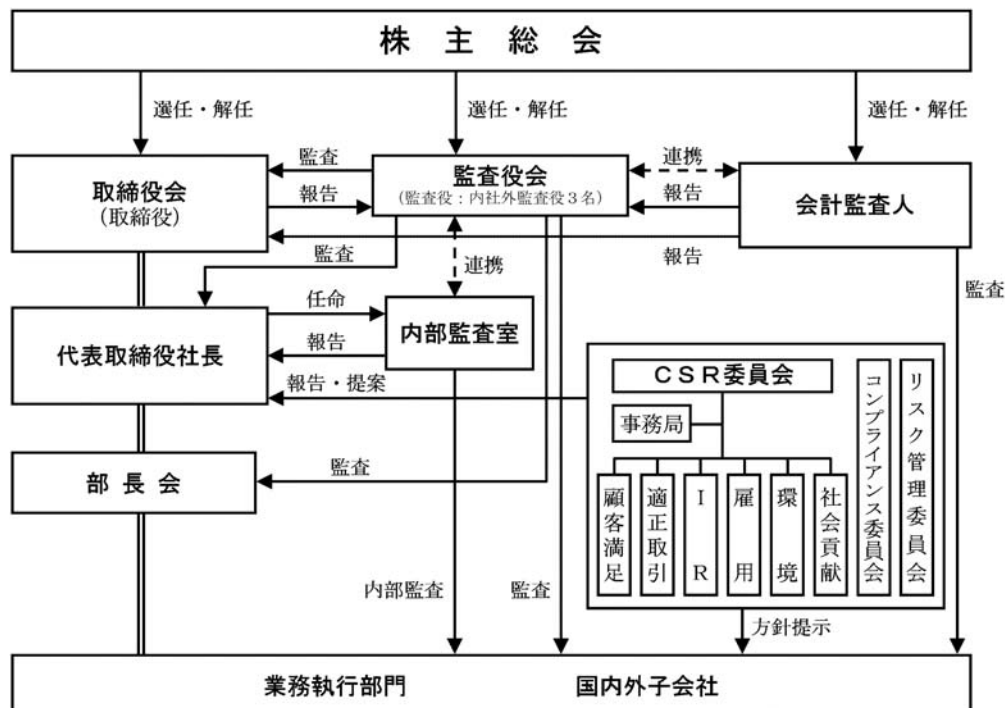 株主総会
選任・解任
選任・解任
選任・解任
取締役会
(取締役)
監査
報告
監査役会
(監査役:内社外監査役3名)
連携
報告
会計監査人
報告
監査
連携
監査
代表取締役社長
任命
報告
報告・提案
内部監査室
CSR委員会
事務局
顧客満足
適正取引
IR
雇用
環境
社会貢献
コンプライアンス委員会
リスク管理委員会
部長会
監査
内部監査
監査
方針提示
業務執行部門
国内外子会社